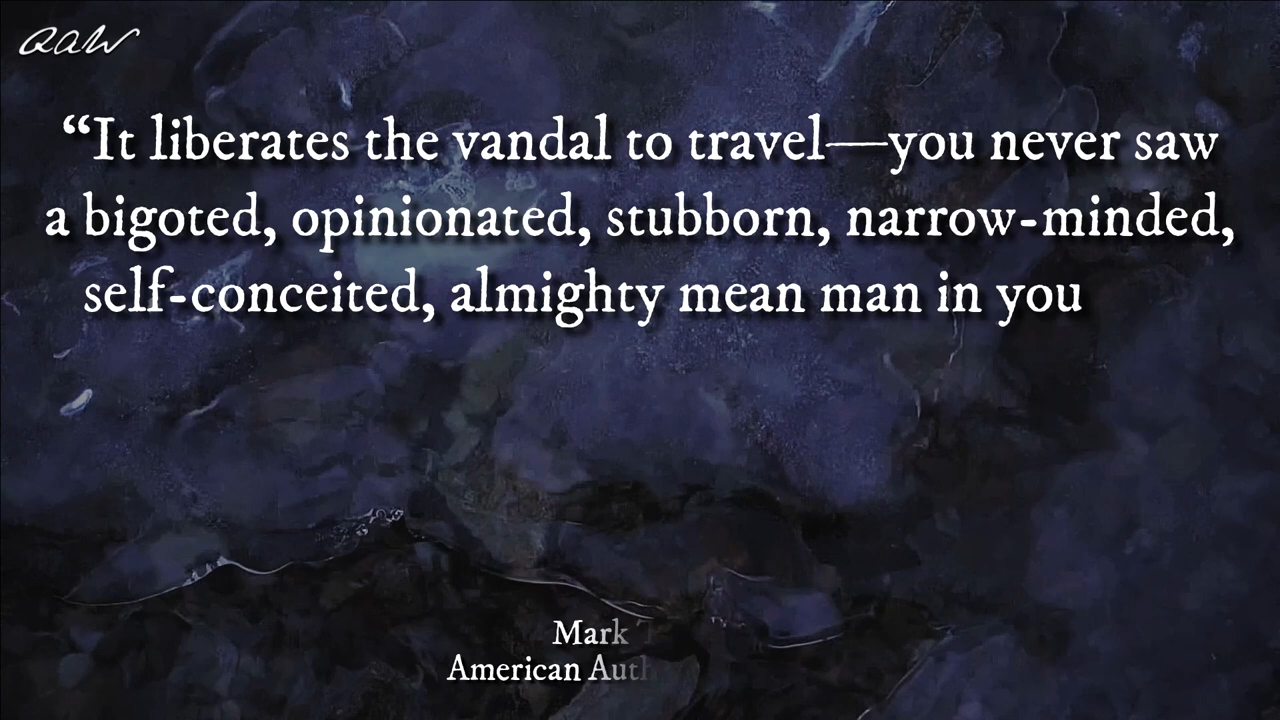 QaW
“It liberates the vandal to travel—you never saw
a bigoted, opinionated, stubborn, narrow-minded,
self-conceited, almighty mean man in you
Mark
American